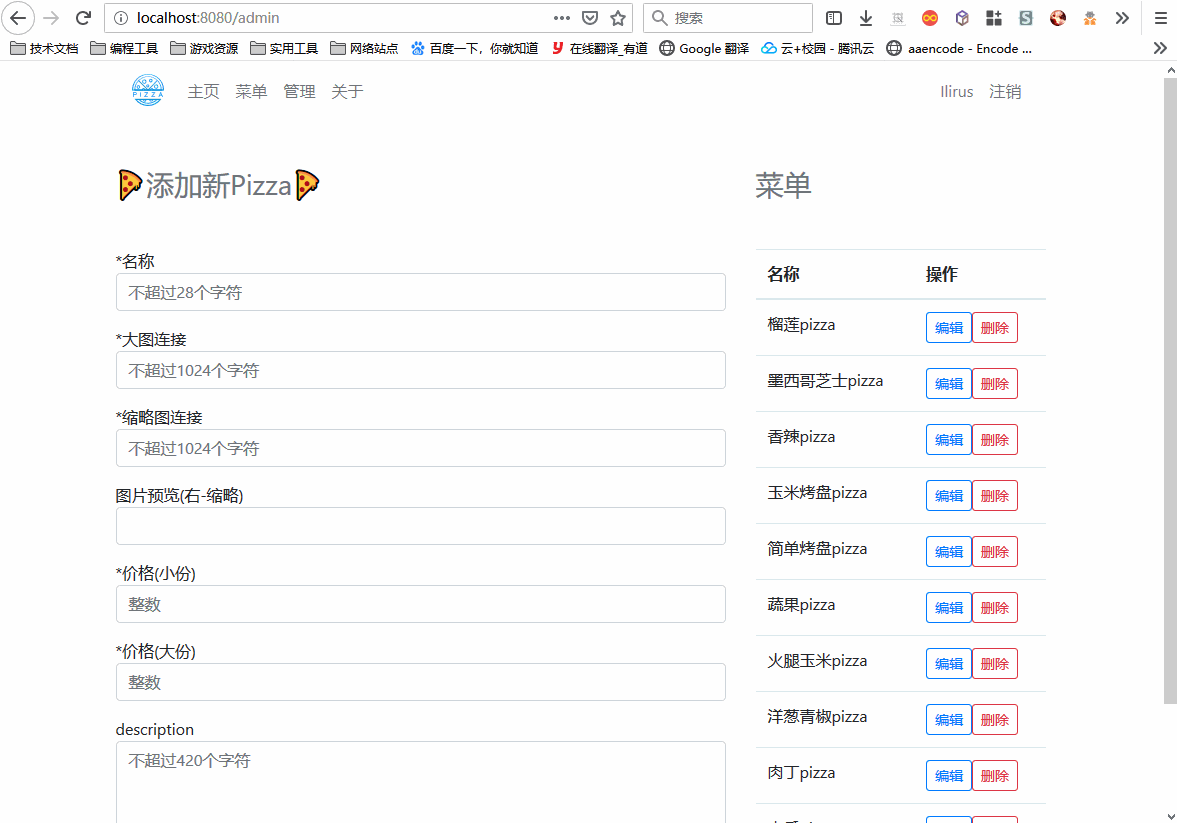 localhost:8080/admin
搜索
技术文档 编程工具 游戏资源 实用工具 网络站点 百度一下，你就知道 在线翻译_有道 Google 翻译 云+校园 - 腾讯云 aaencode - Encode ...
PIZZA 主页 菜单 管理 关于 Ilirus 注销
添加新Pizza
*名称
不超过28个字符
*大图连接
不超过1024个字符
*缩略图连接
不超过1024个字符
图片预览(右-缩略)
*价格(小份)
整数
*价格(大份)
整数
description
不超过420个字符
菜单
名称 操作
榴莲pizza 编辑 删除
墨西哥芝士pizza 编辑 删除
香辣pizza 编辑 删除
玉米烤盘pizza 编辑 删除
简单烤盘pizza 编辑 删除
蔬果pizza 编辑 删除
火腿玉米pizza 编辑 删除
洋葱青椒pizza 编辑 删除
肉丁pizza 编辑 删除